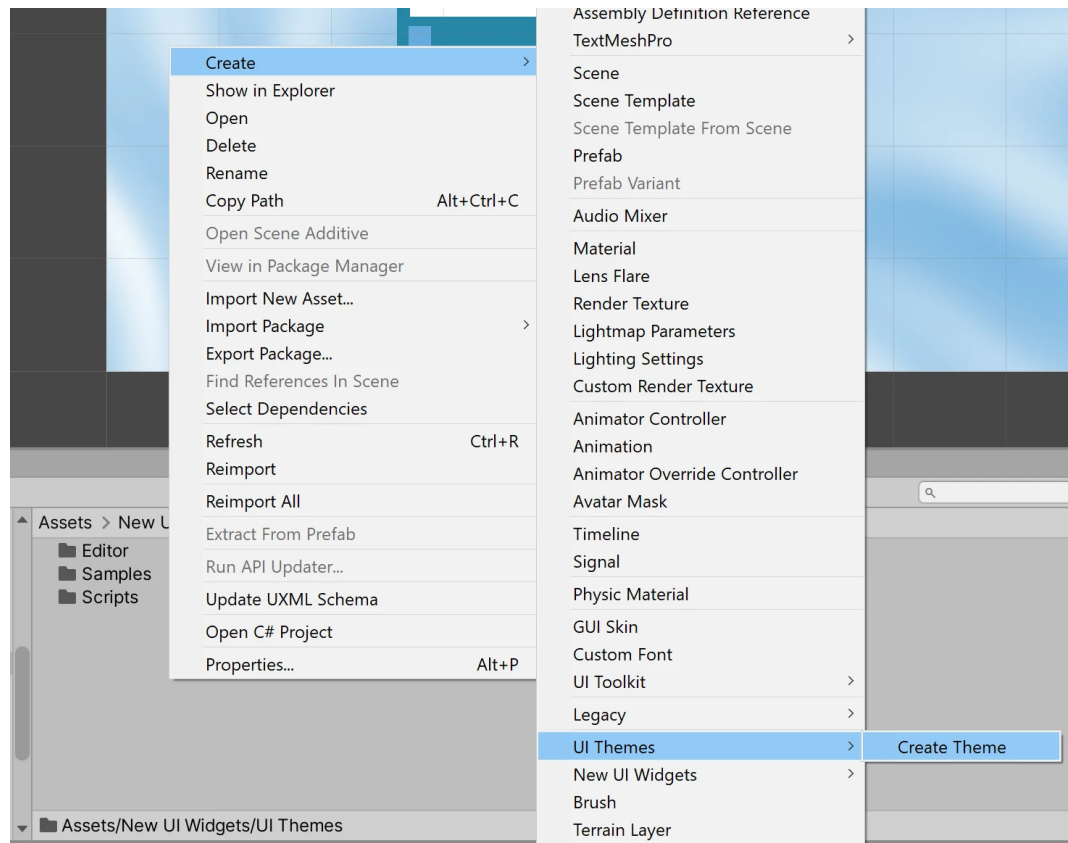 Create
Show in Explorer
Open
Delete
Rename
Copy Path Alt+Ctrl+C
Open Scene Additive
View in Package Manager
Import New Asset...
Import Package
Export Package...
Find References In Scene
Select Dependencies
Refresh Ctrl+R
Reimport
Reimport All
Extract From Prefab
Run API Updater...
Update UXML Schema
Open C# Project
Properties... Alt+P
Assembly Definition Reference
TextMeshPro
Scene
Scene Template
Scene Template From Scene
Prefab
Prefab Variant
Audio Mixer
Material
Lens Flare
Render Texture
Lightmap Parameters
Lighting Settings
Custom Render Texture
Animator Controller
Animation
Animator Override Controller
Avatar Mask
Timeline
Signal
Physic Material
GUI Skin
Custom Font
UI Toolkit
Legacy
UI Themes
New UI Widgets
Brush
Terrain Layer
Create Theme
Assets > New U
Editor
Samples
Scripts
Assets/New UI Widgets/UI Themes